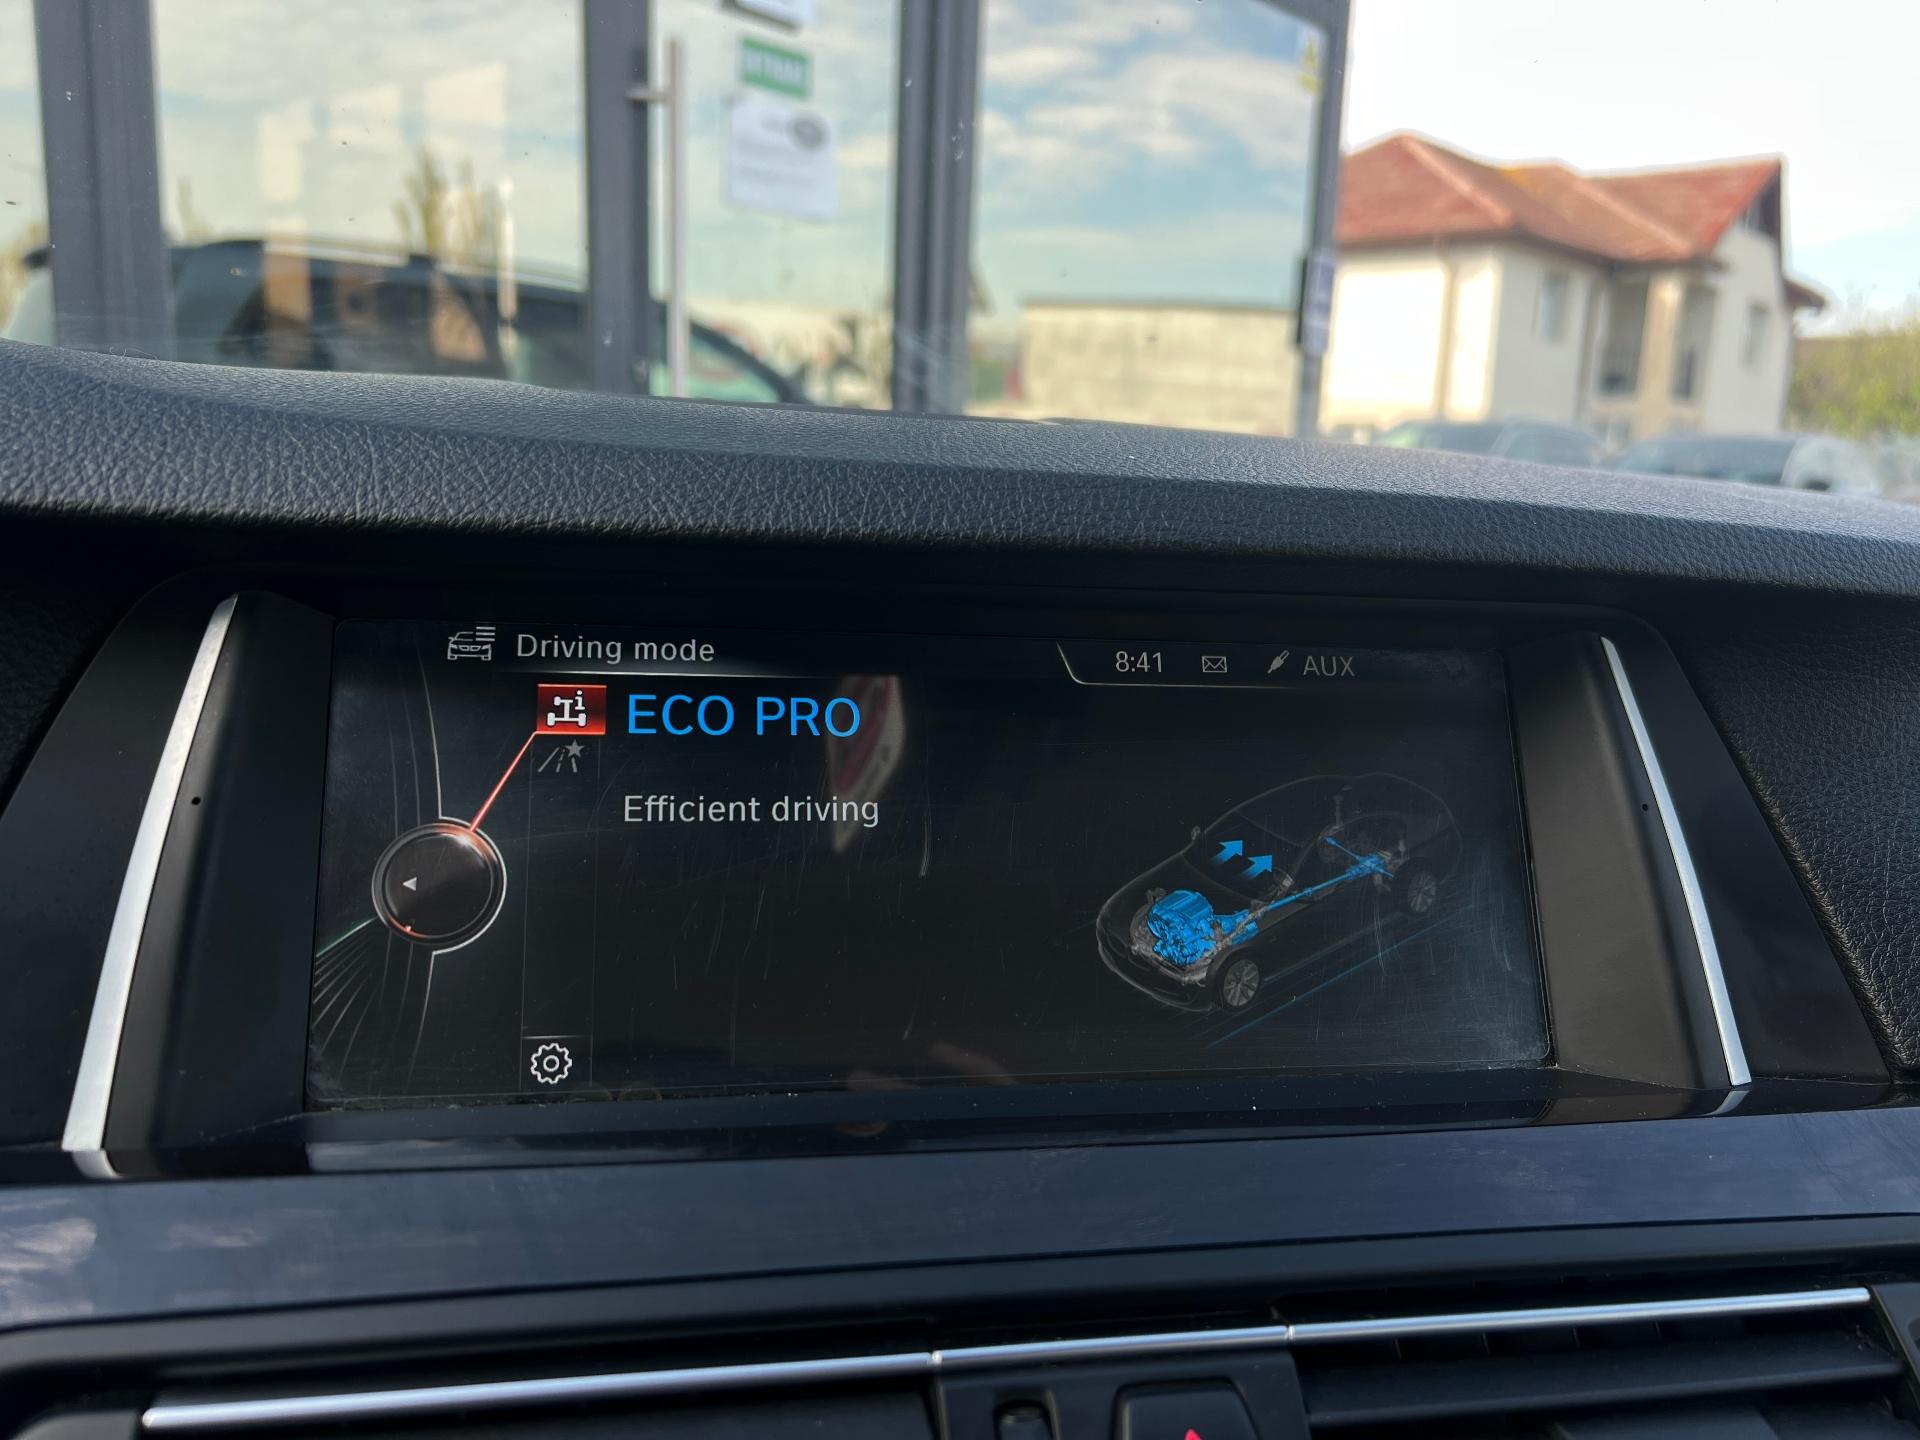 Driving mode
8:41 AUX
ECO PRO
Efficient driving